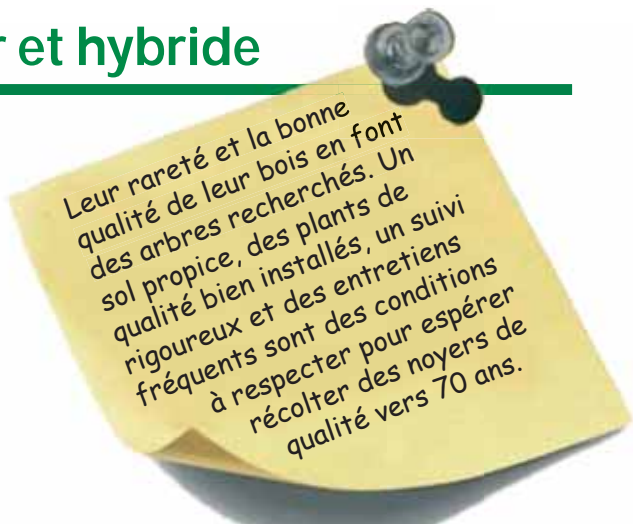 r et hybride
Leur rareté et la bonne
qualité de leur bois en font
des arbres recherchés. Un
sol propice, des plants de
qualité bien installés, un suivi
rigoureux et des entretiens
fréquents sont des conditions
à respecter pour espérer
récolter des noyers de
qualité vers 70 ans.